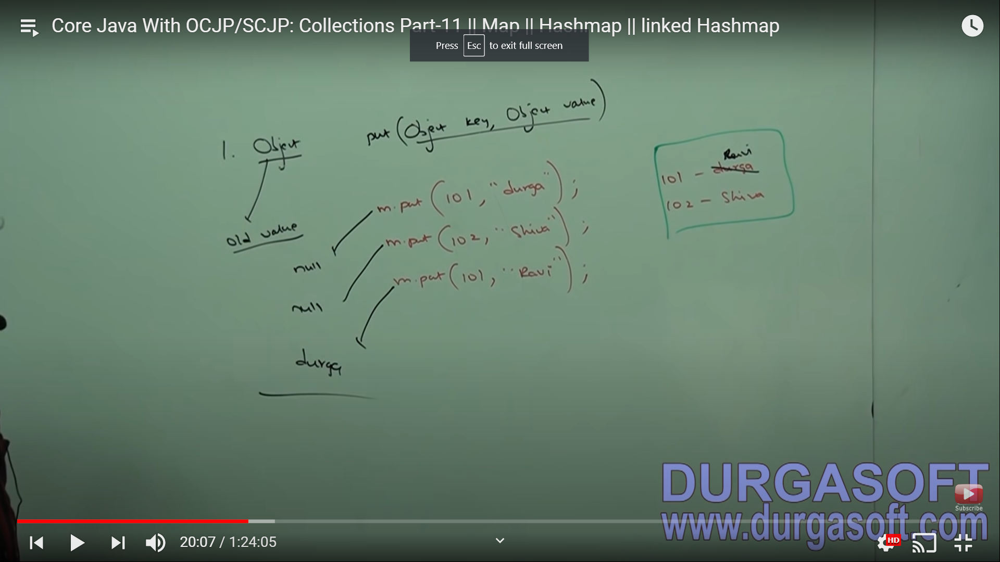 Core Java With OCJP/SCJP: Collections Part-11 || Map || Hashmap || linked Hashmap
Press Esc to exit full screen
1. Object put (Object key, Object value)
old value
m.put (101, "durga");
m.put (102, "Shiva");
m.put (101, "Ravi");
null
null
durga
Ravi
101 - durga
102 - Shiva
DURGASOFT
www.durgasoft.com
Subscribe
20:07 / 1:24:05
HD